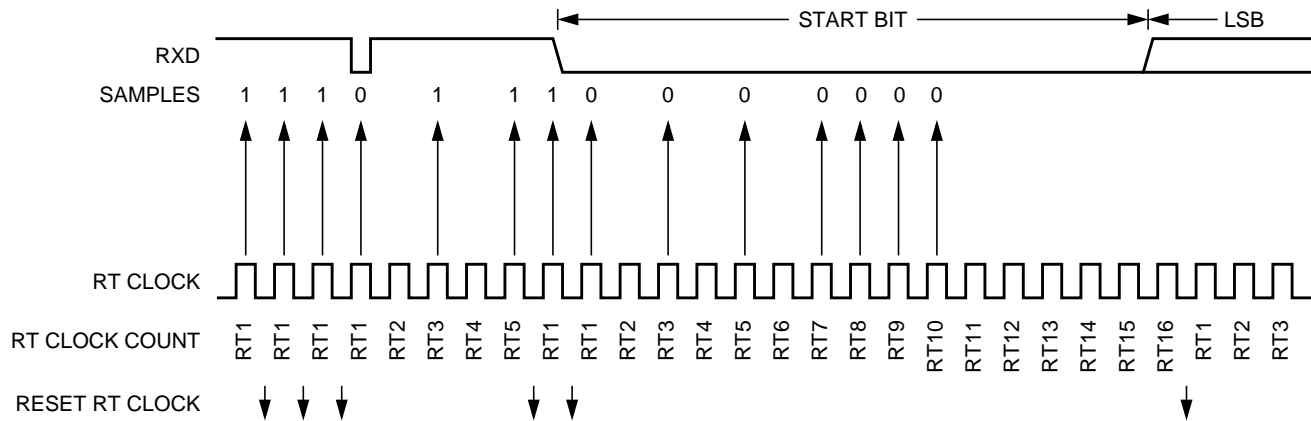 START BIT LSB
RXD
SAMPLES 1 1 1 0 1 1 1 0 0 0 0 0 0 0
RT CLOCK
RT CLOCK COUNT RT1 RT1 RT1 RT1 RT2 RT3 RT4 RT5 RT1 RT1 RT2 RT3 RT4 RT5 RT6 RT7 RT8 RT9 RT10 RT11 RT12 RT13 RT14 RT15 RT16 RT1 RT2 RT3
RESET RT CLOCK